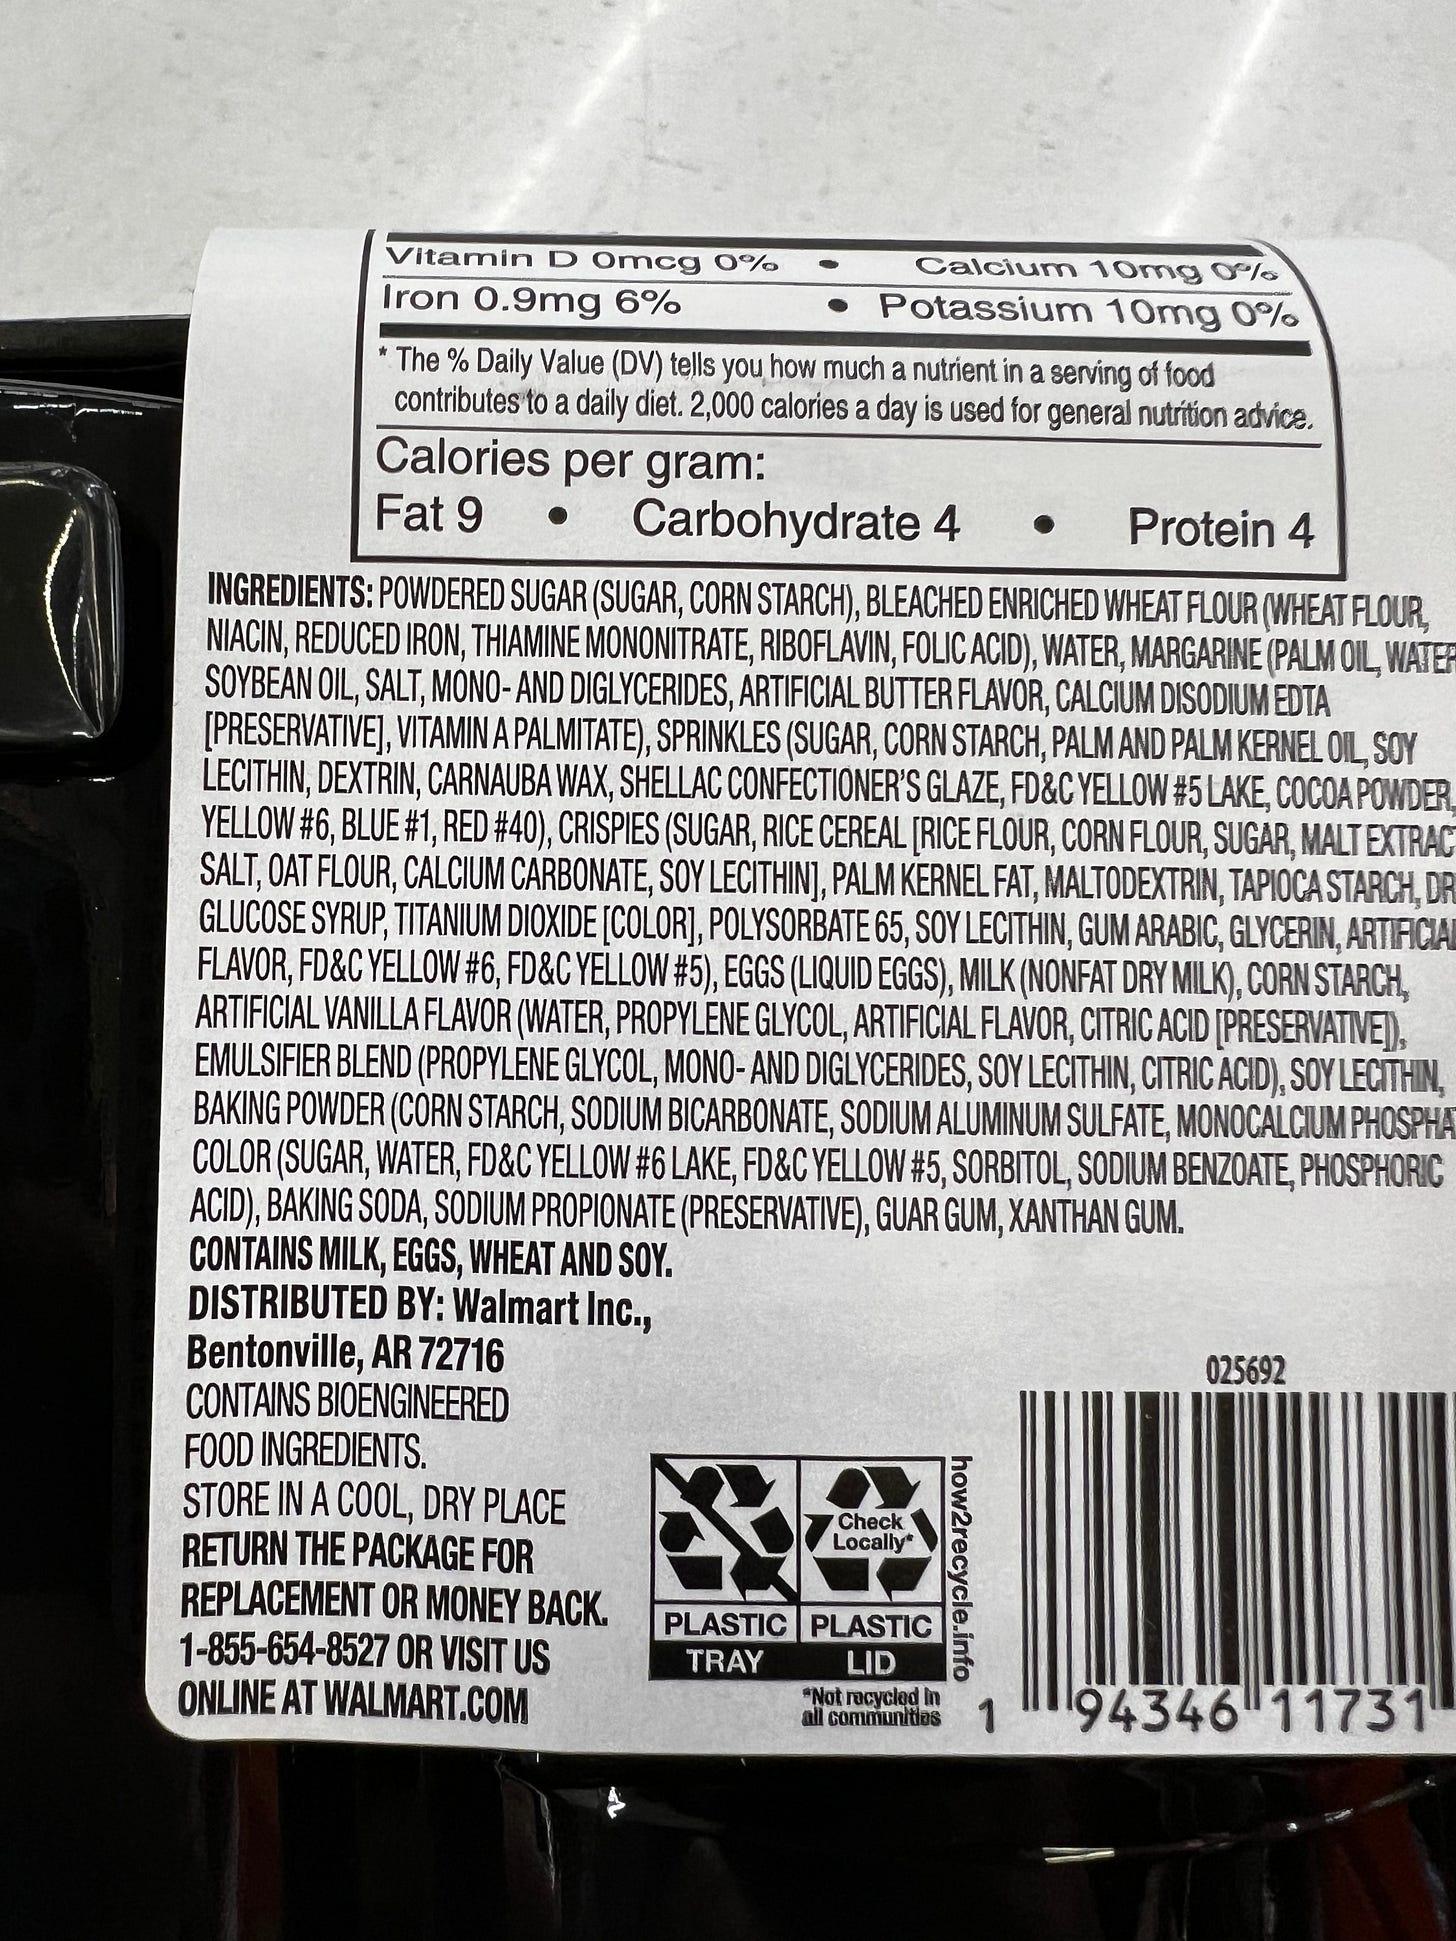 Vitamin D 0mcg 0% • Calcium 10mg 0%
Iron 0.9mg 6% • Potassium 10mg 0%
* The % Daily Value (DV) tells you how much a nutrient in a serving of food
contributes to a daily diet. 2,000 calories a day is used for general nutrition advice.
Calories per gram:
Fat 9 • Carbohydrate 4 • Protein 4
INGREDIENTS: POWDERED SUGAR (SUGAR, CORN STARCH), BLEACHED ENRICHED WHEAT FLOUR (WHEAT FLOUR,
NIACIN, REDUCED IRON, THIAMINE MONONITRATE, RIBOFLAVIN, FOLIC ACID), WATER, MARGARINE (PALM OIL, WATER
SOYBEAN OIL, SALT, MONO- AND DIGLYCERIDES, ARTIFICIAL BUTTER FLAVOR, CALCIUM DISODIUM EDTA
[PRESERVATIVE], VITAMIN A PALMITATE), SPRINKLES (SUGAR, CORN STARCH, PALM AND PALM KERNEL OIL, SOY
LECITHIN, DEXTRIN, CARNAUBA WAX, SHELLAC CONFECTIONER'S GLAZE, FD&C YELLOW #5 LAKE, COCOA POWDER,
YELLOW #6, BLUE #1, RED #40), CRISPIES (SUGAR, RICE CEREAL [RICE FLOUR, CORN FLOUR, SUGAR, MALT EXTRAC
SALT, OAT FLOUR, CALCIUM CARBONATE, SOY LECITHIN], PALM KERNEL FAT, MALTODEXTRIN, TAPIOCA STARCH, DR
GLUCOSE SYRUP, TITANIUM DIOXIDE [COLOR], POLYSORBATE 65, SOY LECITHIN, GUM ARABIC, GLYCERIN, ARTIFICIAL
FLAVOR, FD&C YELLOW #6, FD&C YELLOW #5), EGGS (LIQUID EGGS), MILK (NONFAT DRY MILK), CORN STARCH,
ARTIFICIAL VANILLA FLAVOR (WATER, PROPYLENE GLYCOL, ARTIFICIAL FLAVOR, CITRIC ACID [PRESERVATIVE]),
EMULSIFIER BLEND (PROPYLENE GLYCOL, MONO- AND DIGLYCERIDES, SOY LECITHIN, CITRIC ACID), SOY LECITHIN,
BAKING POWDER (CORN STARCH, SODIUM BICARBONATE, SODIUM ALUMINUM SULFATE, MONOCALCIUM PHOSPHA
COLOR (SUGAR, WATER, FD&C YELLOW #6 LAKE, FD&C YELLOW #5, SORBITOL, SODIUM BENZOATE, PHOSPHORIC
ACID), BAKING SODA, SODIUM PROPIONATE (PRESERVATIVE), GUAR GUM, XANTHAN GUM.
CONTAINS MILK, EGGS, WHEAT AND SOY.
DISTRIBUTED BY: Walmart Inc.,
Bentonville, AR 72716
CONTAINS BIOENGINEERED
FOOD INGREDIENTS.
STORE IN A COOL, DRY PLACE
RETURN THE PACKAGE FOR
REPLACEMENT OR MONEY BACK.
1-855-654-8527 OR VISIT US
ONLINE AT WALMART.COM
Check
Locally*
PLASTIC PLASTIC
TRAY LID
*Not recycled in
all communities
how2recycle.info
025692
1 94346 11731